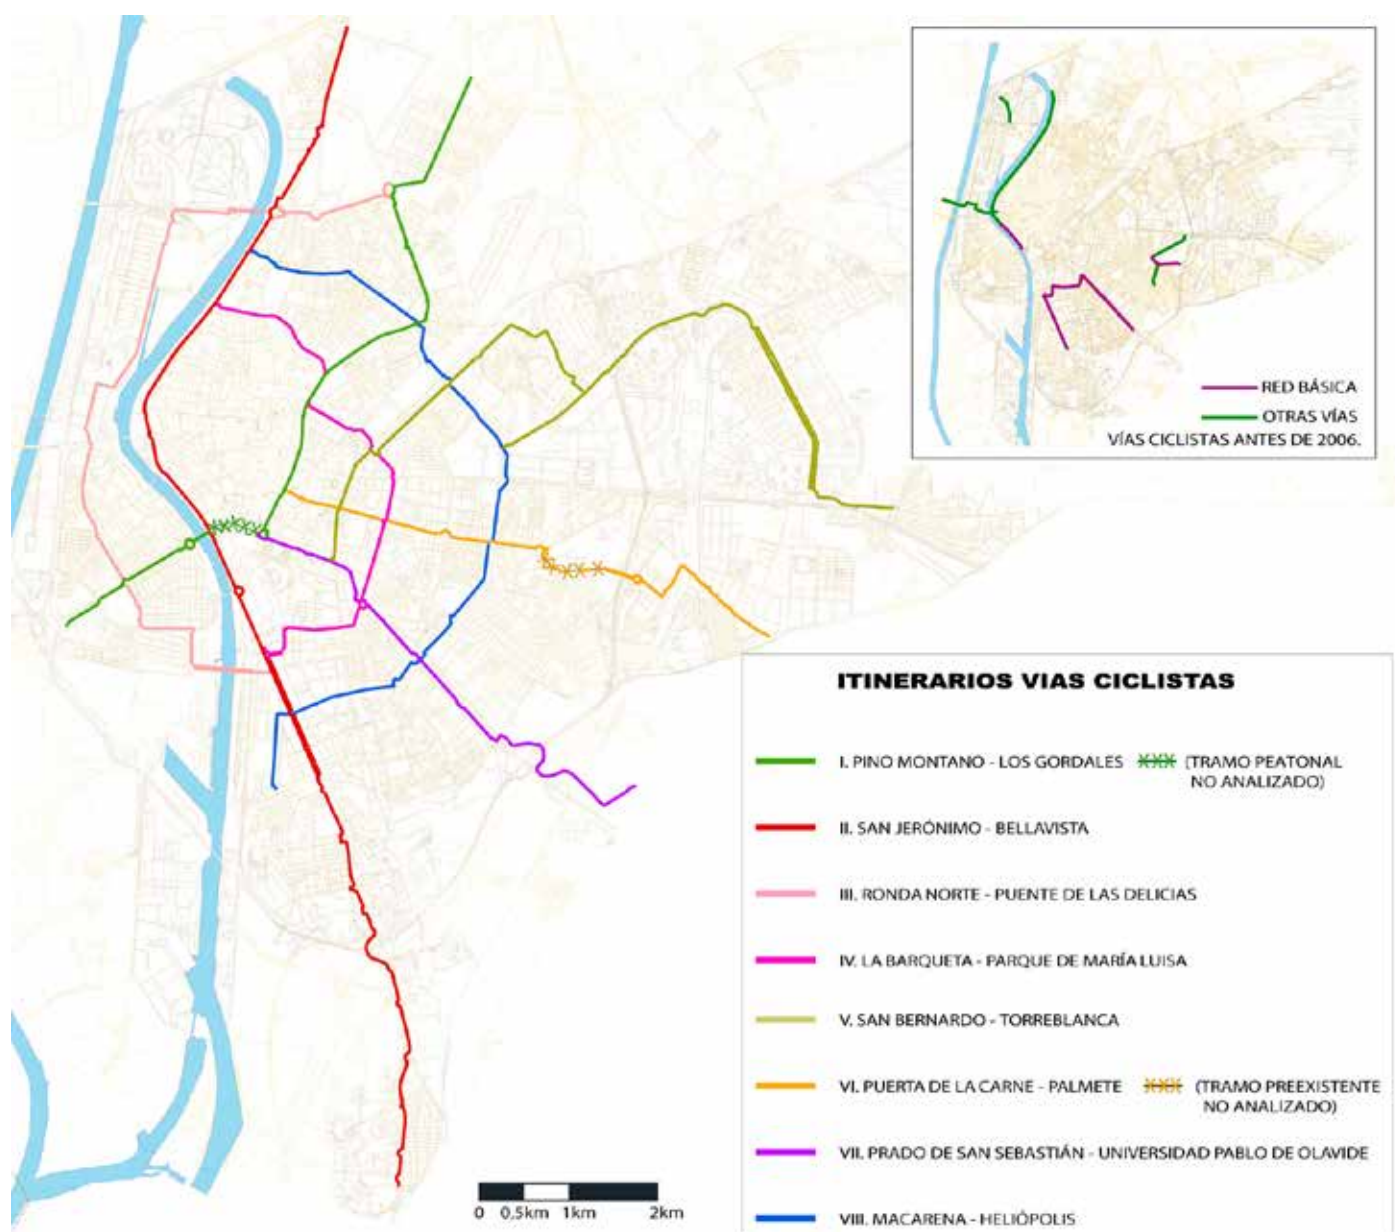 RED BÁSICA
OTRAS VÍAS
VÍAS CICLISTAS ANTES DE 2006.
ITINERARIOS VIAS CICLISTAS
I. PINO MONTANO - LOS GORDALES (TRAMO PEATONAL
NO ANALIZADO)
II. SAN JERÓNIMO - BELLAVISTA
III. RONDA NORTE - PUENTE DE LAS DELICIAS
IV. LA BARQUETA - PARQUE DE MARÍA LUISA
V. SAN BERNARDO - TORREBLANCA
VI. PUERTA DE LA CARNE - PALMETE (TRAMO PREEXISTENTE
NO ANALIZADO)
VII. PRADO DE SAN SEBASTIÁN - UNIVERSIDAD PABLO DE OLAVIDE
VIII. MACARENA - HELIÓPOLIS
0 0,5km 1km 2km